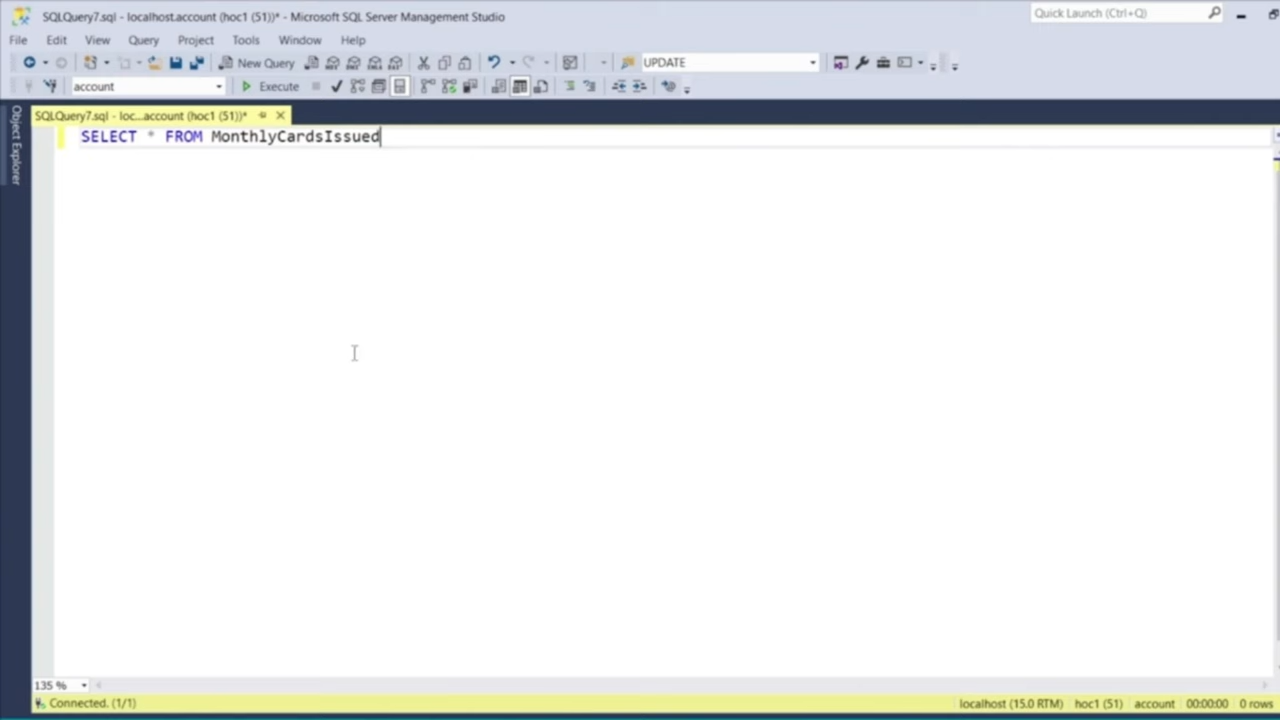 SQLQuery7.sql - localhost.account (hoc1 (51))* - Microsoft SQL Server Management Studio
Quick Launch (Ctrl+Q)
File Edit View Query Project Tools Window Help
New Query UPDATE
account Execute
Object Explorer
SQLQuery7.sql - loc...account (hoc1 (51))*
SELECT * FROM MonthlyCardsIssued
135 %
Connected. (1/1) localhost (15.0 RTM) hoc1 (51) account 00:00:00 0 rows